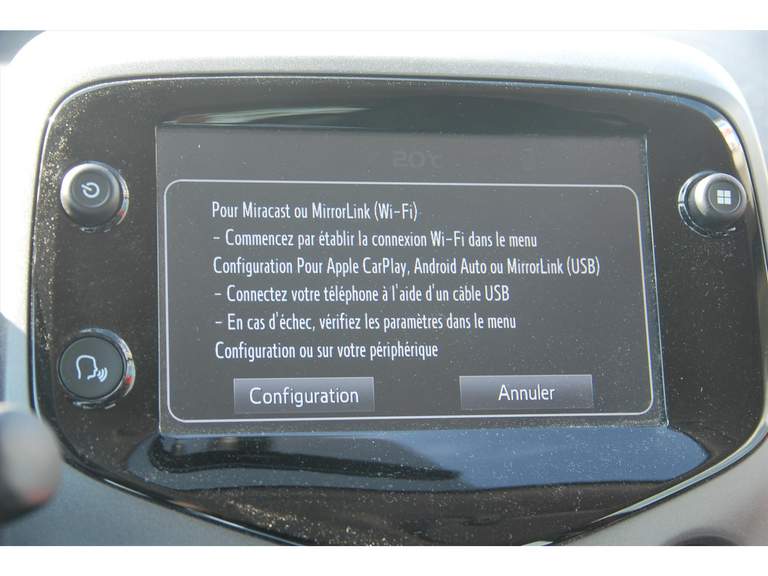 20°C
Pour Miracast ou MirrorLink (Wi-Fi)
- Commencez par établir la connexion Wi-Fi dans le menu
Configuration Pour Apple CarPlay, Android Auto ou MirrorLink (USB)
- Connectez votre téléphone à l'aide d'un câble USB
- En cas d'échec, vérifiez les paramètres dans le menu
Configuration ou sur votre périphérique
Configuration Annuler